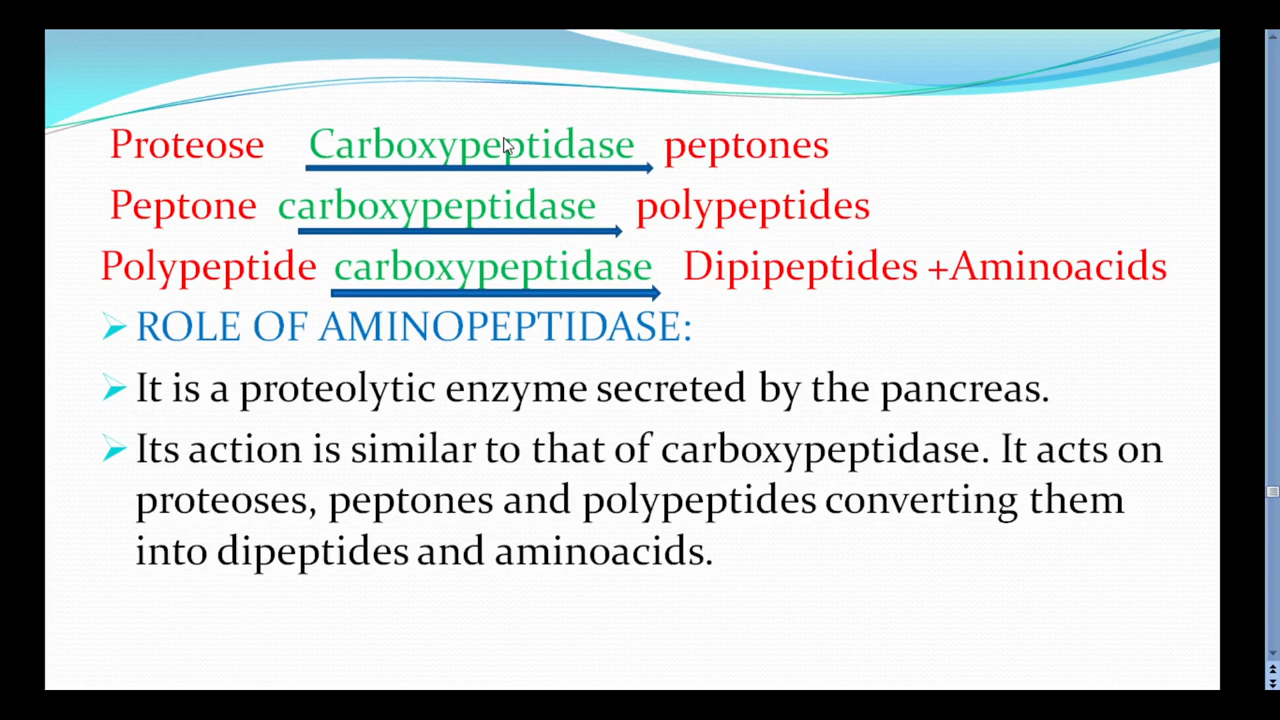 Proteose Carboxypeptidase peptones
Peptone carboxypeptidase polypeptides
Polypeptide carboxypeptidase Dipipeptides +Aminoacids
ROLE OF AMINOPEPTIDASE:
It is a proteolytic enzyme secreted by the pancreas.
Its action is similar to that of carboxypeptidase. It acts on
proteoses, peptones and polypeptides converting them
into dipeptides and aminoacids.